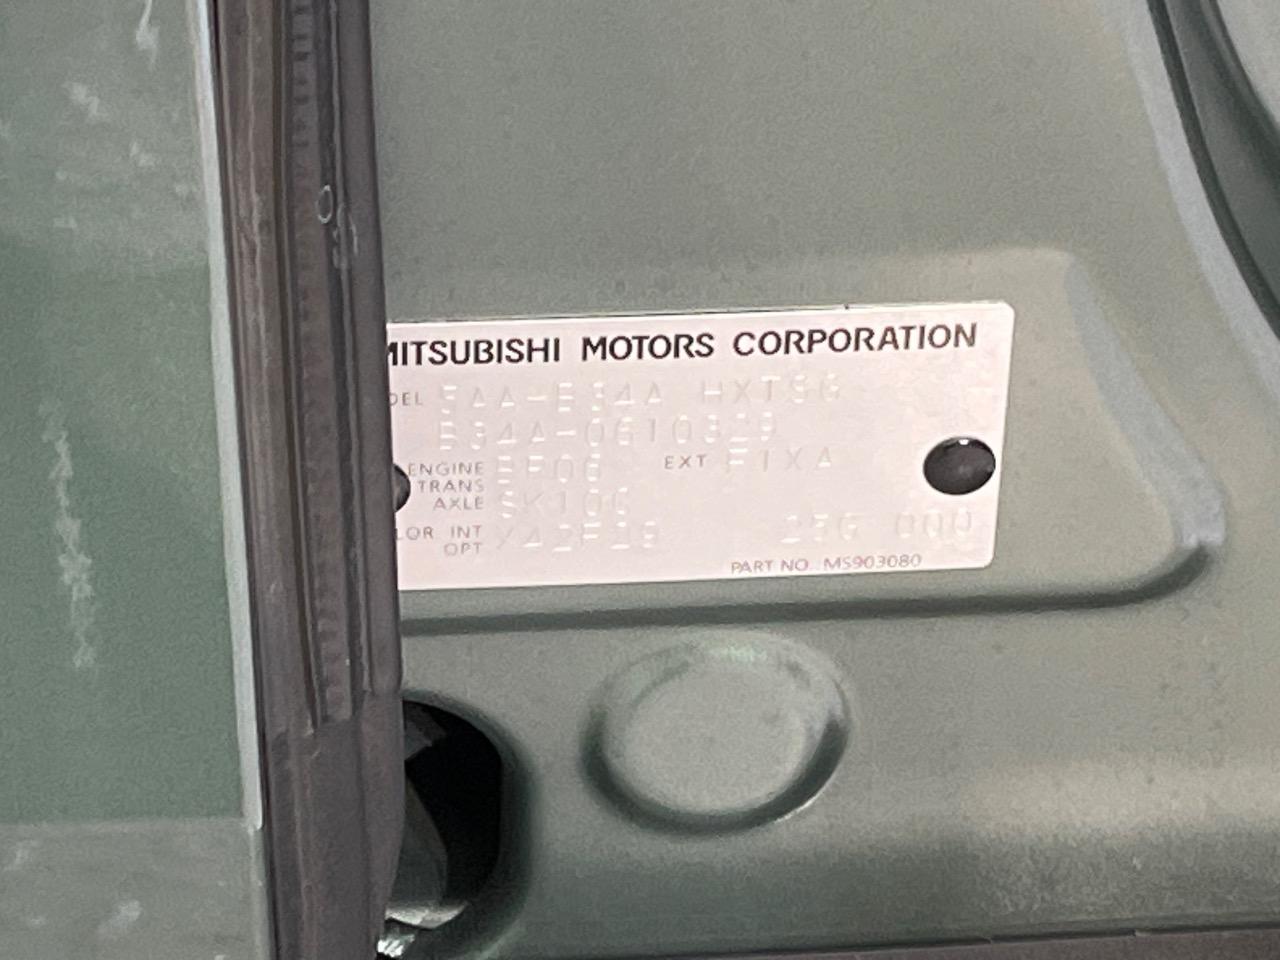 MITSUBISHI MOTORS CORPORATION
DEL 5AA-B34A HXTSG
B34A-0610329
ENGINE BR06 EXT F1XA
TRANS
AXLE SK10C
LOR INT
OPT X42F19 25G 000
PART NO. MS903080